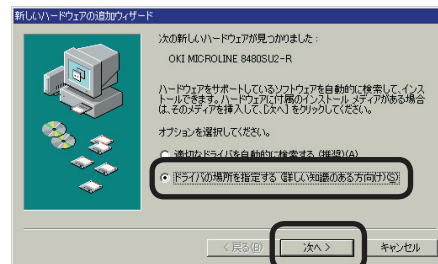 新しいハードウェアの追加ウィザード
次の新しいハードウェアが見つかりました:
OKI MICROLINE 8480SU2-R
ハードウェアをサポートしているソフトウェアを自動的に検索して、インス
トールできます。ハードウェアに付属のインストール メディアがある場合
は、そのメディアを挿入して、[次へ] をクリックしてください。
オプションを選択してください。
適切なドライバを自動的に検索する (推奨)(A)
ドライバの場所を指定する (詳しい知識のある方向け)(S)
< 戻る(B)
次へ >
キャンセル